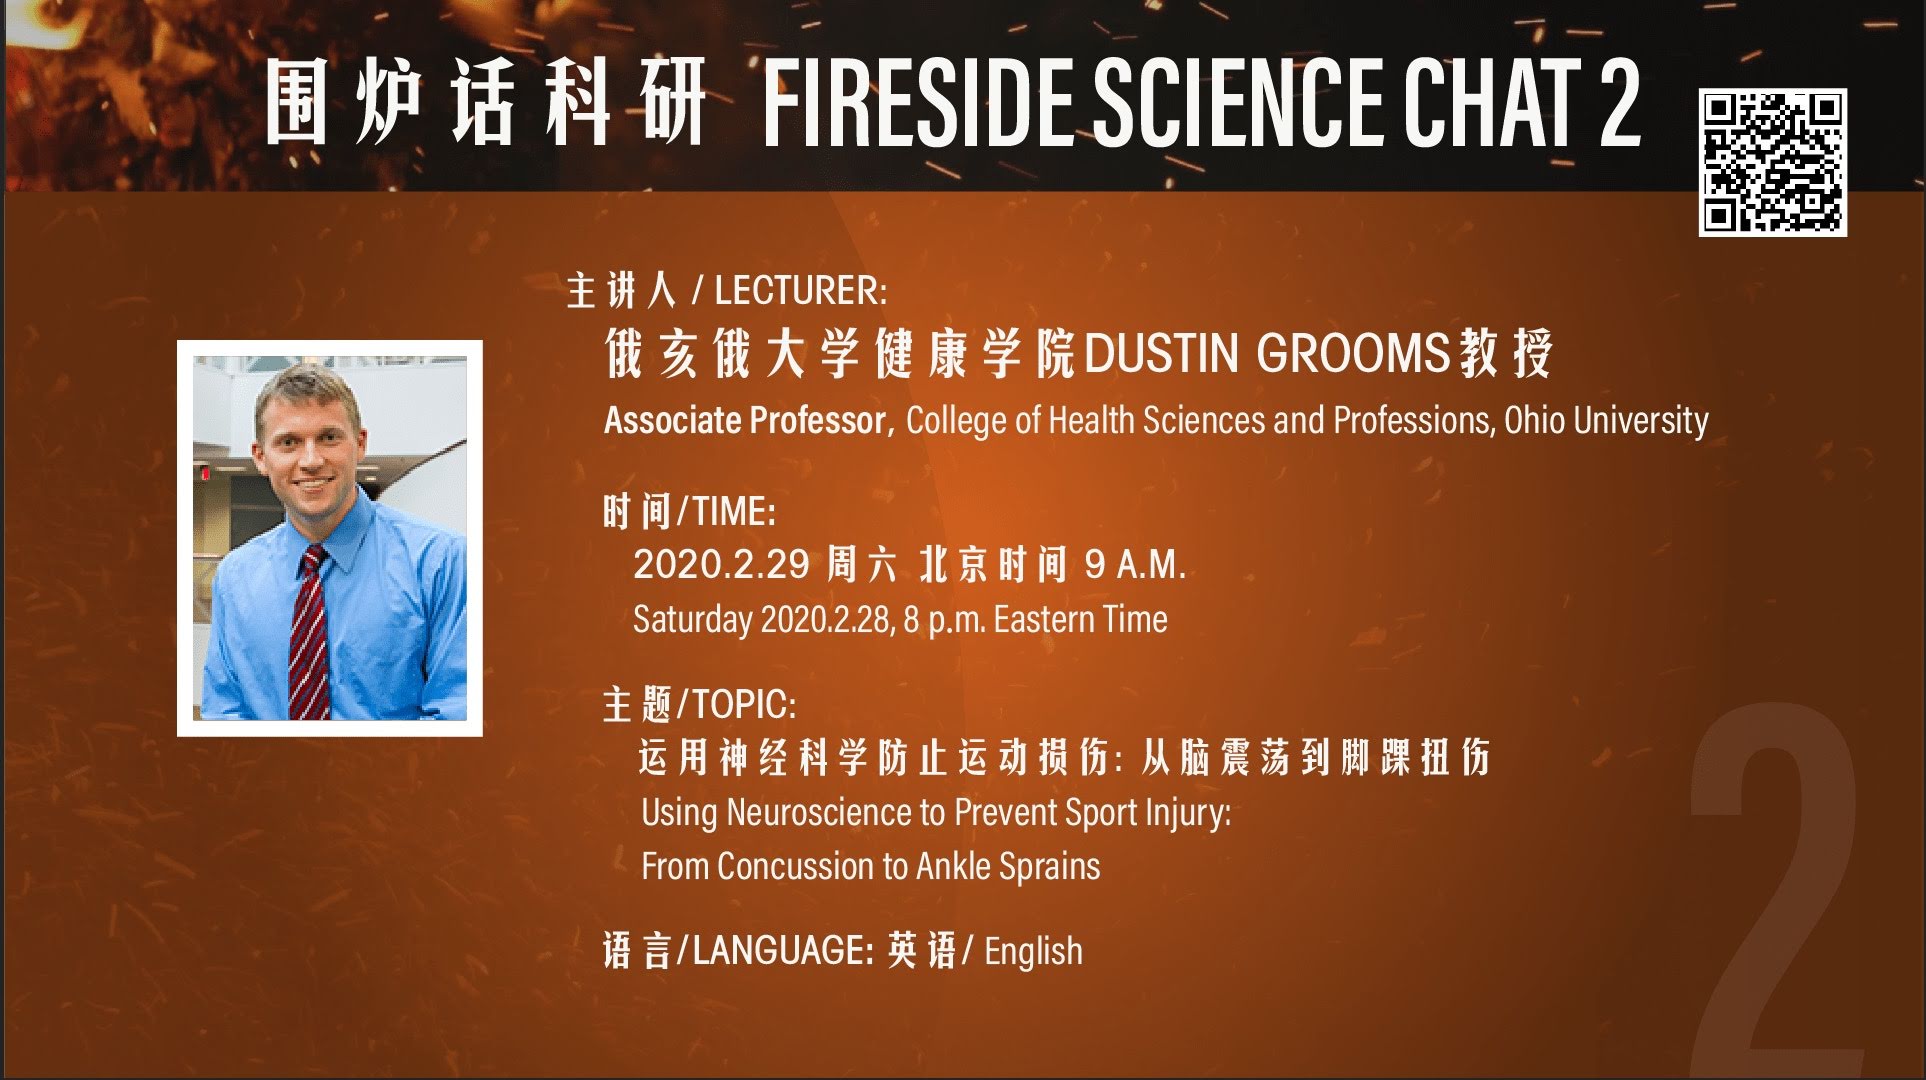 围炉话科研 FIRESIDE SCIENCE CHAT 2
主讲人 / LECTURER:
俄亥俄大学健康学院DUSTIN GROOMS教授
Associate Professor, College of Health Sciences and Professions, Ohio University
时间/TIME:
2020.2.29 周六 北京时间 9 A.M.
Saturday 2020.2.28, 8 p.m. Eastern Time
主题/TOPIC:
运用神经科学防止运动损伤: 从脑震荡到脚踝扭伤
Using Neuroscience to Prevent Sport Injury:
From Concussion to Ankle Sprains
语言/LANGUAGE: 英语/ English
2